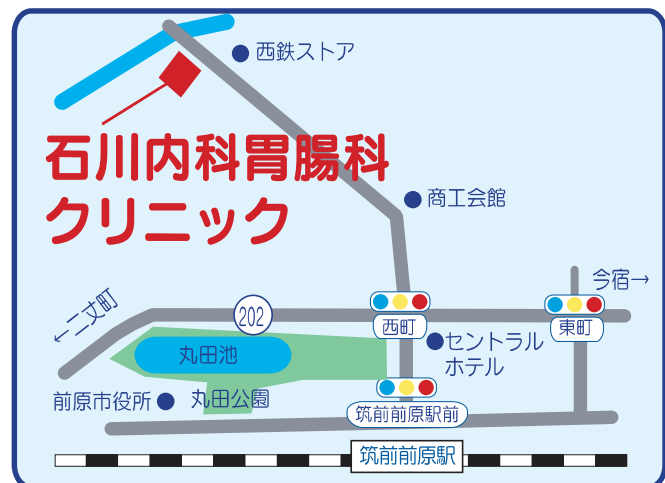 西鉄ストア
石川内科胃腸科
クリニック
商工会館
今宿→
←二丈町
202
西町
東町
セントラル
ホテル
丸田池
前原市役所
丸田公園
筑前前原駅前
筑前前原駅